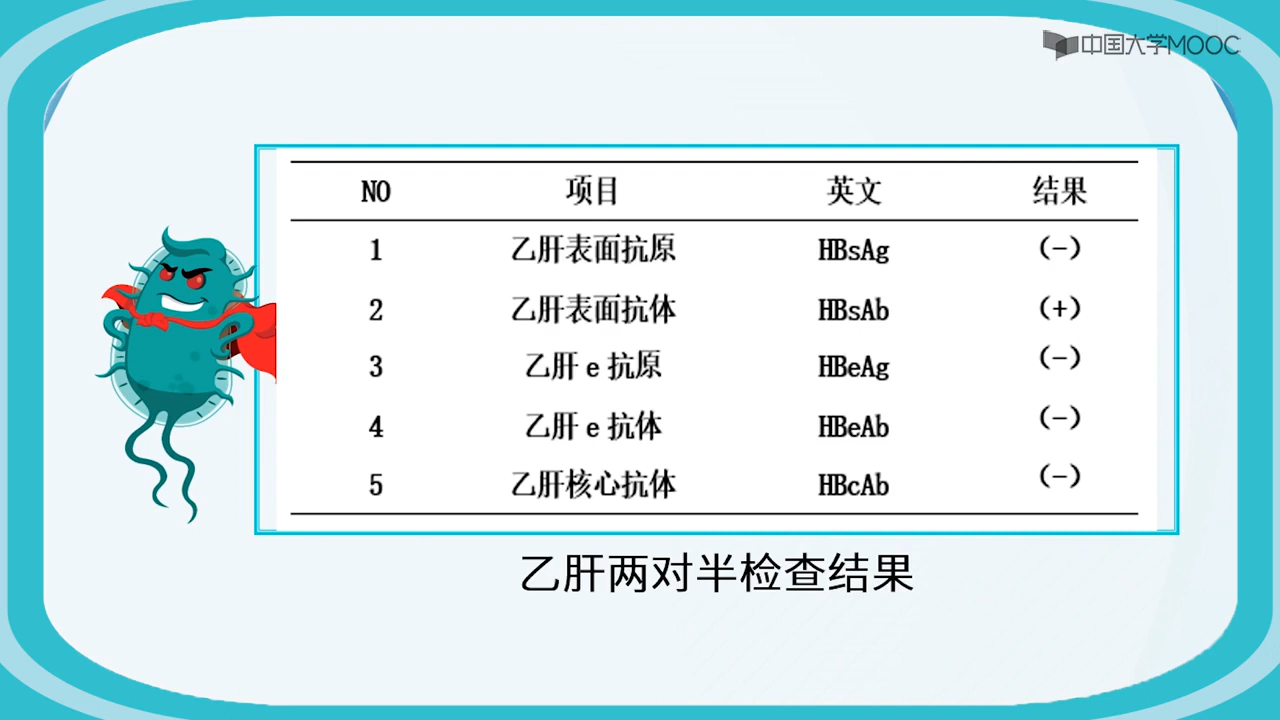 中国大学MOOC
NO 项目 英文 结果
1 乙肝表面抗原 HBsAg (-)
2 乙肝表面抗体 HBsAb (+)
3 乙肝 e 抗原 HBeAg (-)
4 乙肝 e 抗体 HBeAb (-)
5 乙肝核心抗体 HBcAb (-)
乙肝两对半检查结果